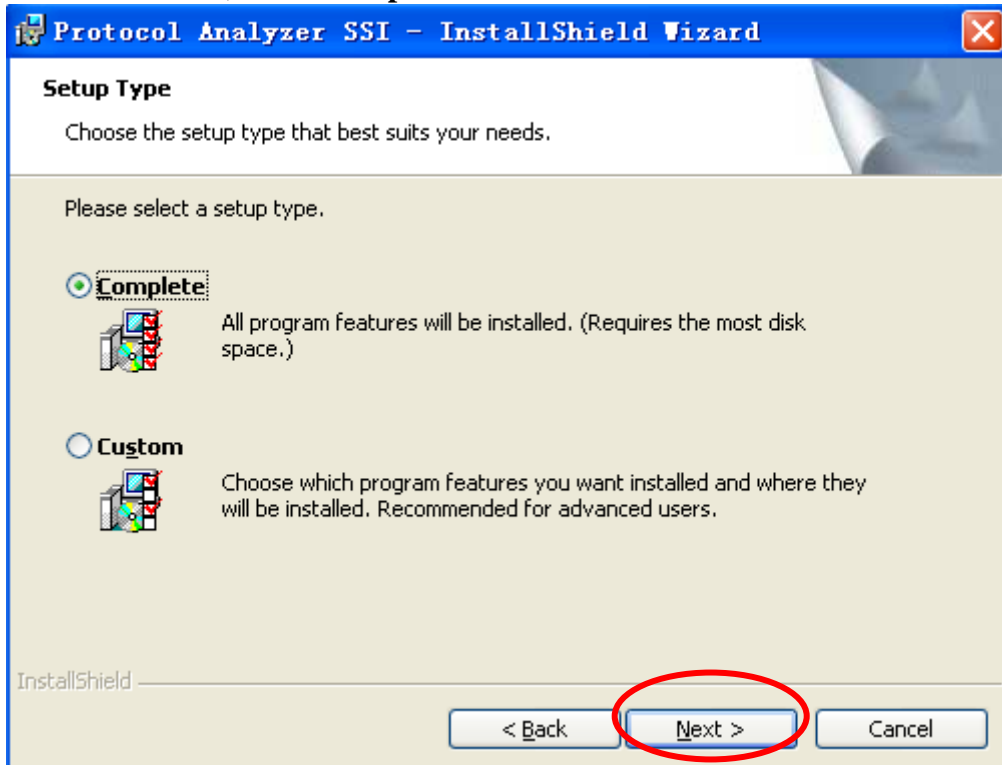 Protocol Analyzer SSI - InstallShield Wizard
Setup Type
Choose the setup type that best suits your needs.
Please select a setup type.
Complete
All program features will be installed. (Requires the most disk
space.)
Custom
Choose which program features you want installed and where they
will be installed. Recommended for advanced users.
InstallShield
< Back
Next >
Cancel